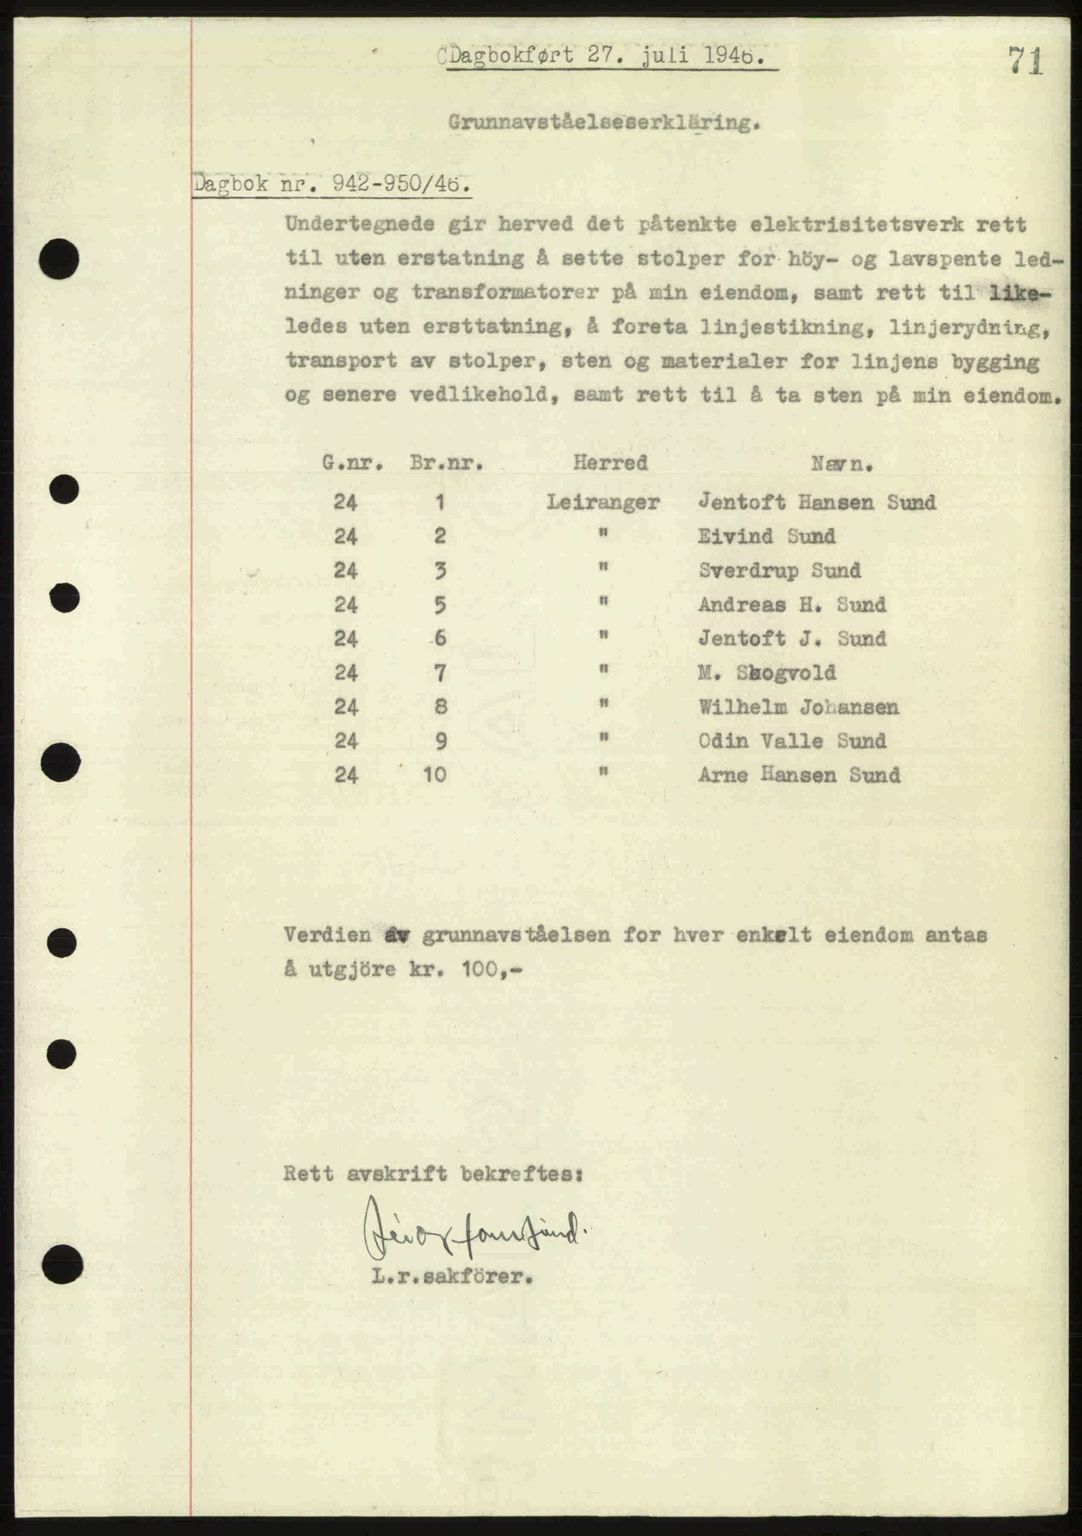 Dagbokført 27. juli 1946.
71
Grunnavståelseserkläring.
Dagbok nr. 942-950/46.
Undertegnede gir herved det påtenkte elektrisitetsverk rett
til uten erstatning å sette stolper for höy- og lavspente led-
ninger og transformatorer på min eiendom, samt rett til like-
ledes uten ersttatning, å foreta linjestikning, linjerydning,
transport av stolper, sten og materialer for linjens bygging
og senere vedlikehold, samt rett til å ta sten på min eiendom.
G.nr. Br.nr. Herred Navn.
24 1 Leiranger Jentoft Hansen Sund
24 2 " Eivind Sund
24 3 " Sverdrup Sund
24 5 " Andreas H. Sund
24 6 " Jentoft J. Sund
24 7 " M. Skogvold
24 8 " Wilhelm Johansen
24 9 " Odin Valle Sund
24 10 " Arne Hansen Sund
Verdien av grunnavståelsen for hver enkelt eiendom antas
å utgjöre kr. 100,-
Rett avskrift bekreftes:
L.r.sakförer.